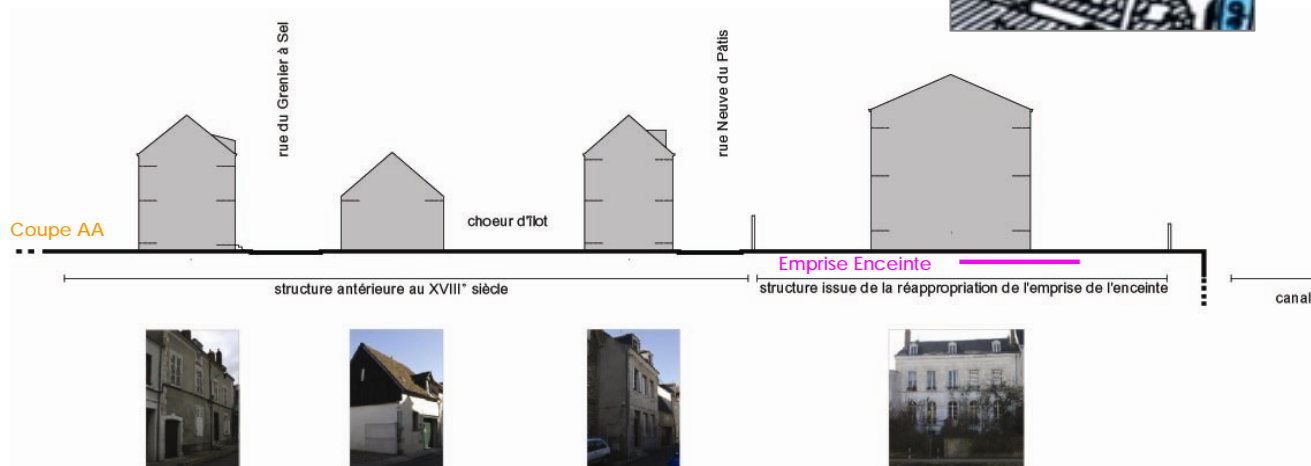 rue du Grenier à Sel
rue Neuve du Pâtis
choeur d'îlot
Coupe AA
Emprise Enceinte
structure antérieure au XVIII° siècle
structure issue de la réappropriation de l'emprise de l'enceinte
canal